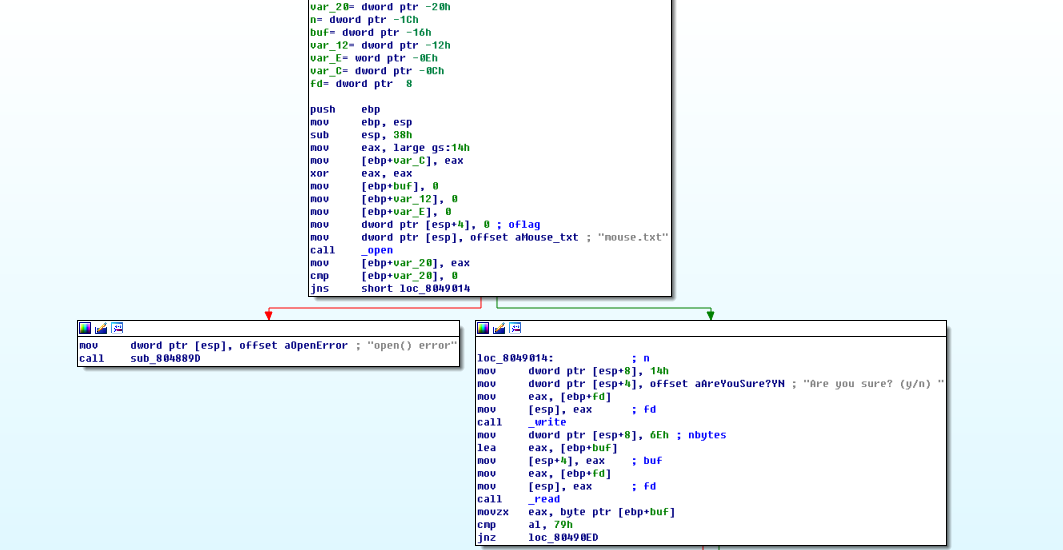 var_20= dword ptr -20h
n= dword ptr -1Ch
buf= dword ptr -16h
var_12= dword ptr -12h
var_E= word ptr -0Eh
var_C= dword ptr -0Ch
fd= dword ptr  8
push    ebp
mov     ebp, esp
sub     esp, 38h
mov     eax, large gs:14h
mov     [ebp+var_C], eax
xor     eax, eax
mov     [ebp+buf], 0
mov     [ebp+var_12], 0
mov     [ebp+var_E], 0
mov     dword ptr [esp+4], 0 ; oflag
mov     dword ptr [esp], offset aMouse_txt ; "mouse.txt"
call    _open
mov     [ebp+var_20], eax
cmp     [ebp+var_20], 0
jns     short loc_8049014
mov     dword ptr [esp], offset aOpenError ; "open() error"
call    sub_804889D
loc_8049014:            ; n
mov     dword ptr [esp+8], 14h
mov     dword ptr [esp+4], offset aAreYouSure?YN ; "Are you sure? (y/n) "
mov     eax, [ebp+fd]
mov     [esp], eax      ; fd
call    _write
mov     dword ptr [esp+8], 6Eh ; nbytes
lea     eax, [ebp+buf]
mov     [esp+4], eax    ; buf
mov     eax, [ebp+fd]
mov     [esp], eax      ; fd
call    _read
movzx   eax, byte ptr [ebp+buf]
cmp     al, 79h
jnz     loc_80490ED